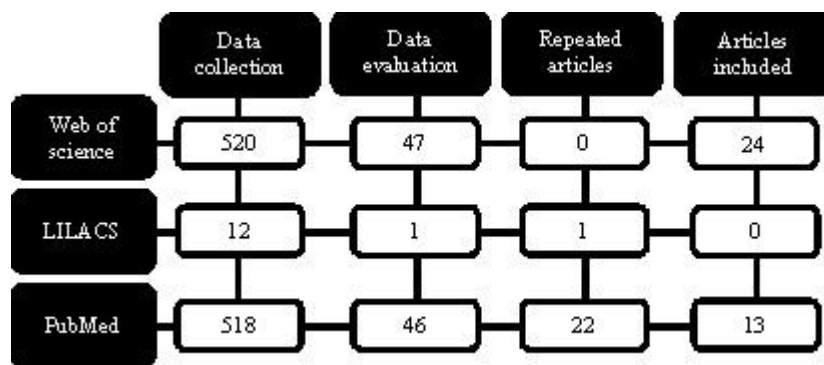 Data
collection
Data
evaluation
Repeated
articles
Articles
included
Web of
science
520
47
0
24
LILACS
12
1
1
0
PubMed
518
46
22
13